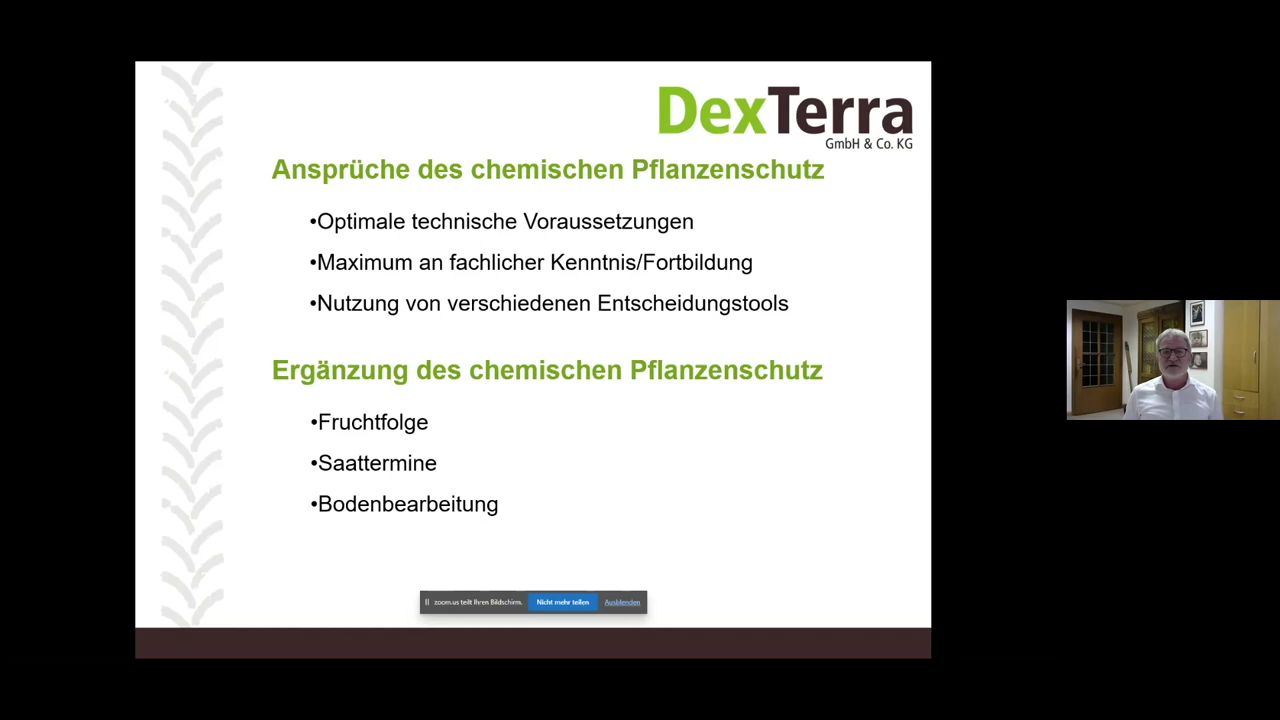 DexTerra
GmbH & Co. KG
Ansprüche des chemischen Pflanzenschutz
•Optimale technische Voraussetzungen
•Maximum an fachlicher Kenntnis/Fortbildung
•Nutzung von verschiedenen Entscheidungstools
Ergänzung des chemischen Pflanzenschutz
•Fruchtfolge
•Saattermine
•Bodenbearbeitung
zoom.us teilt Ihren Bildschirm. Nicht mehr teilen Ausblenden